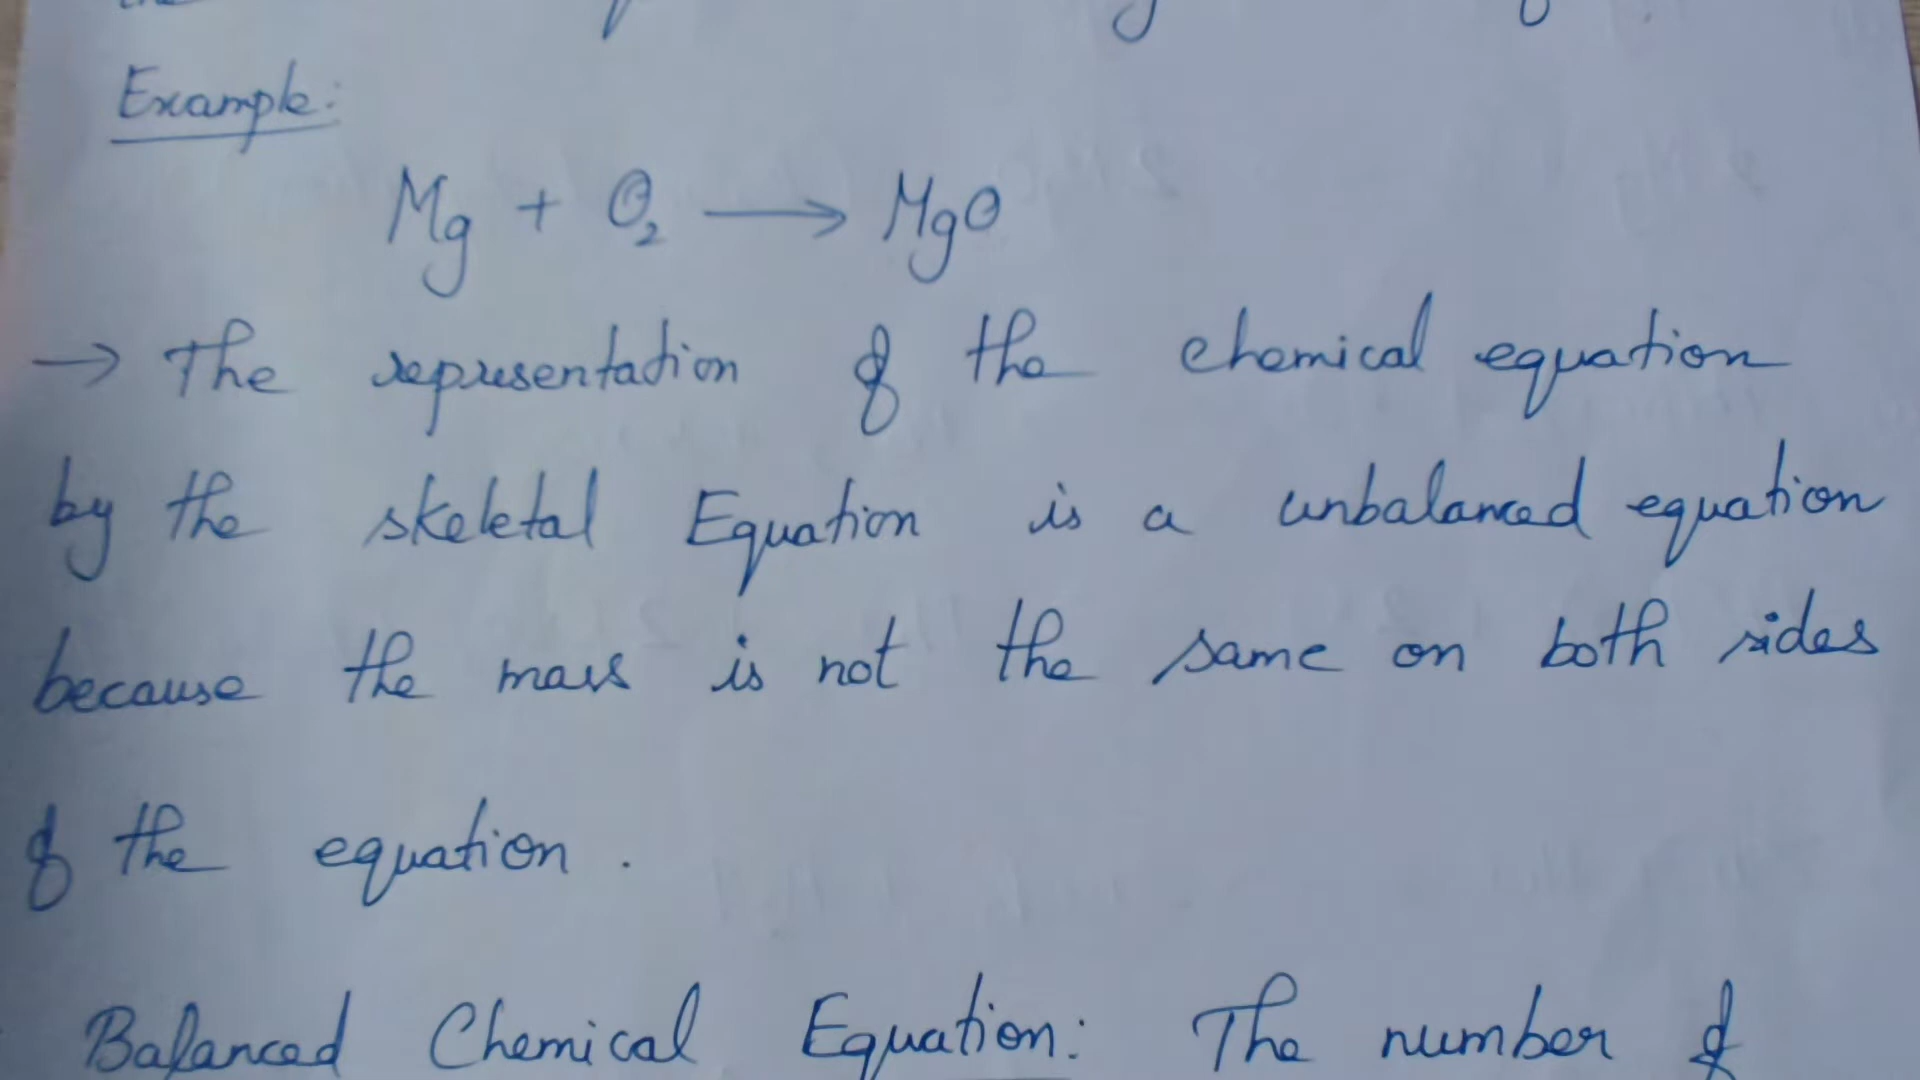 Example:
Mg + O₂ → MgO
→ The representation of the chemical equation
by the skeletal Equation is a unbalanced equation
because the mass is not the same on both sides
of the equation.
Balanced Chemical Equation: The number of